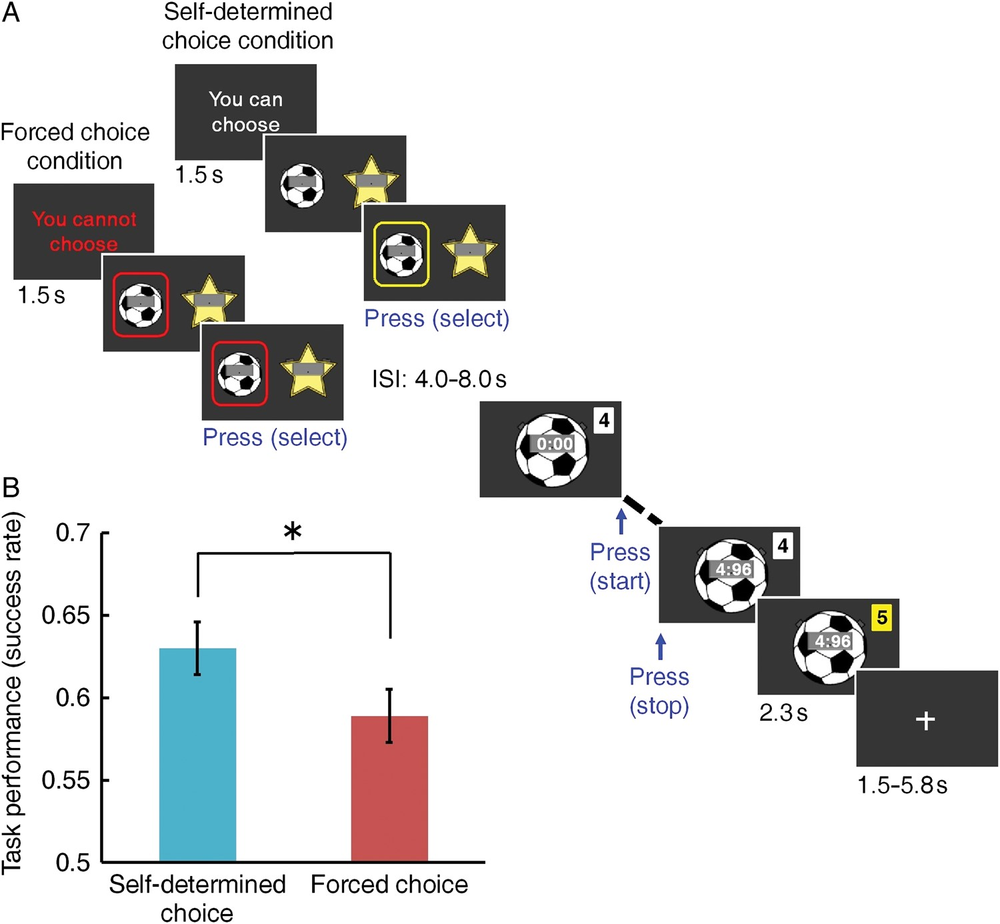 A
Self-determined
choice condition
You can
choose
1.5 s
Forced choice
condition
You cannot
choose
1.5 s
Press (select)
Press (select)
ISI: 4.0–8.0 s
4
0:00
Press
(start)
4
4:96
Press
(stop)
5
4:96
2.3 s
+
1.5–5.8 s
B
Task performance (success rate)
0.7
0.65
0.6
0.55
0.5
*
Self-determined
choice
Forced choice